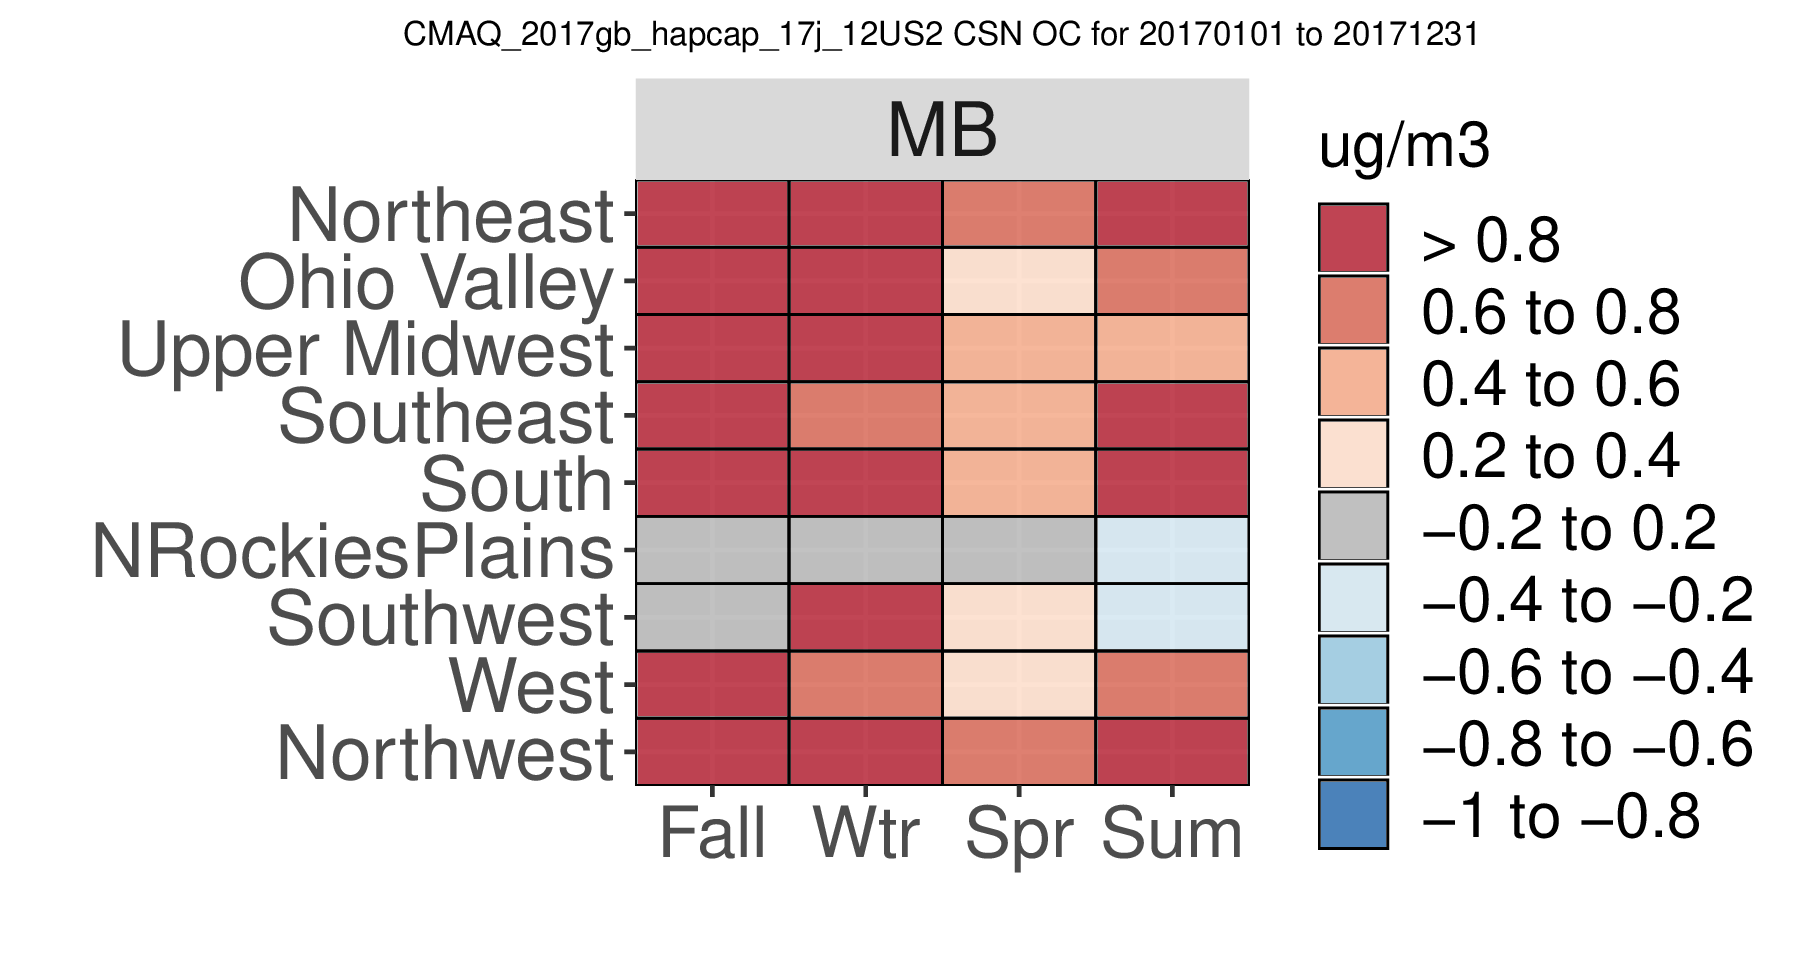 CMAQ_2017gb_hapcap_17j_12US2 CSN OC for 20170101 to 20171231
MB
Northeast
Ohio Valley
Upper Midwest
Southeast
South
NRockiesPlains
Southwest
West
Northwest
Fall Wtr Spr Sum
ug/m3
> 0.8
0.6 to 0.8
0.4 to 0.6
0.2 to 0.4
−0.2 to 0.2
−0.4 to −0.2
−0.6 to −0.4
−0.8 to −0.6
−1 to −0.8